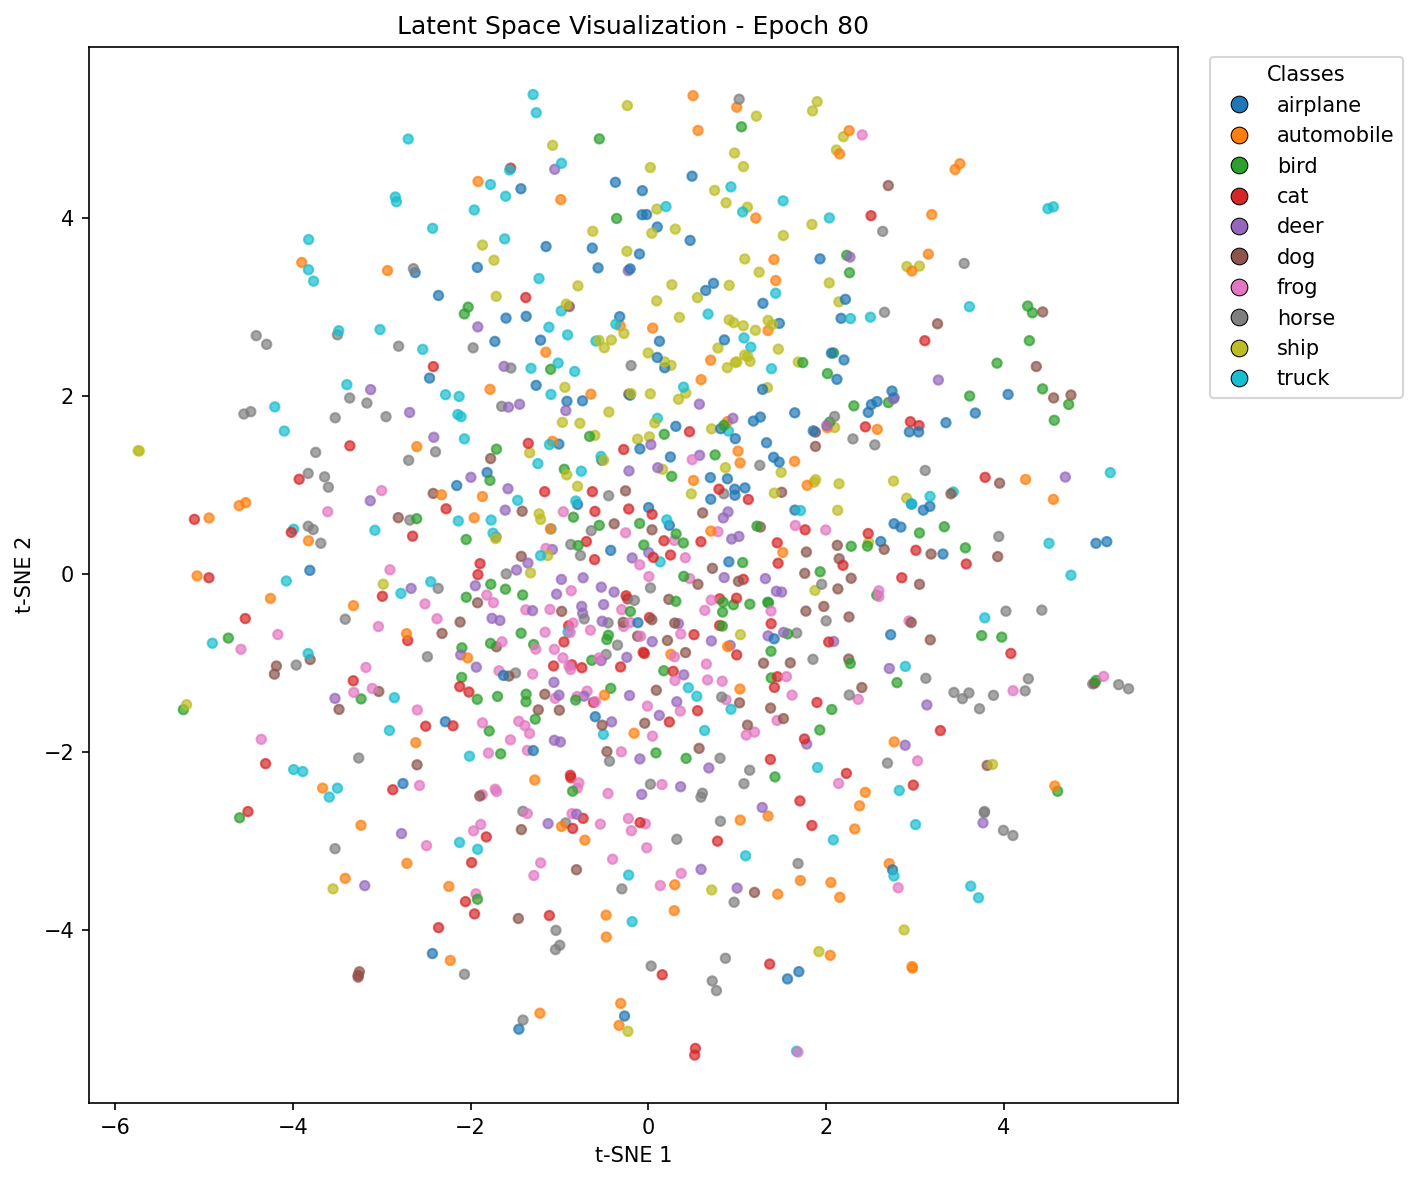 Latent Space Visualization - Epoch 80
Classes
airplane
automobile
bird
cat
deer
dog
frog
horse
ship
truck
t-SNE 2
4
2
0
−2
−4
−6
−4
−2
0
2
4
t-SNE 1